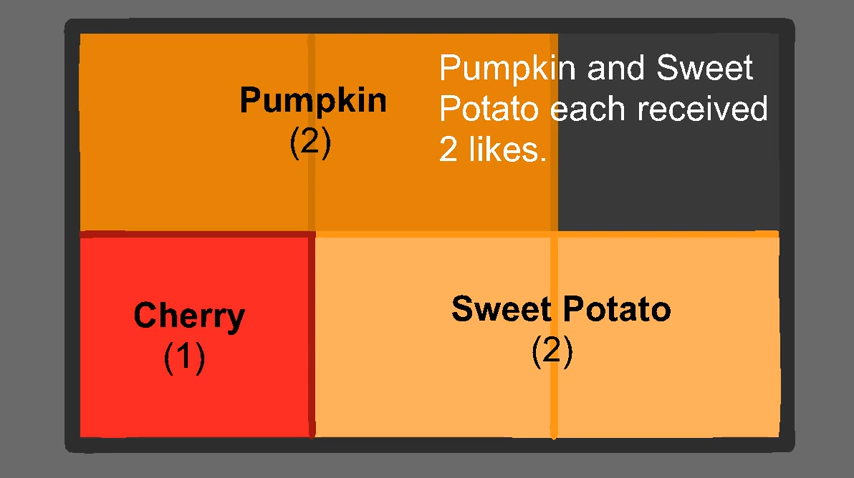 Pumpkin
(2)
Pumpkin and Sweet
Potato each received
2 likes.
Cherry
(1)
Sweet Potato
(2)